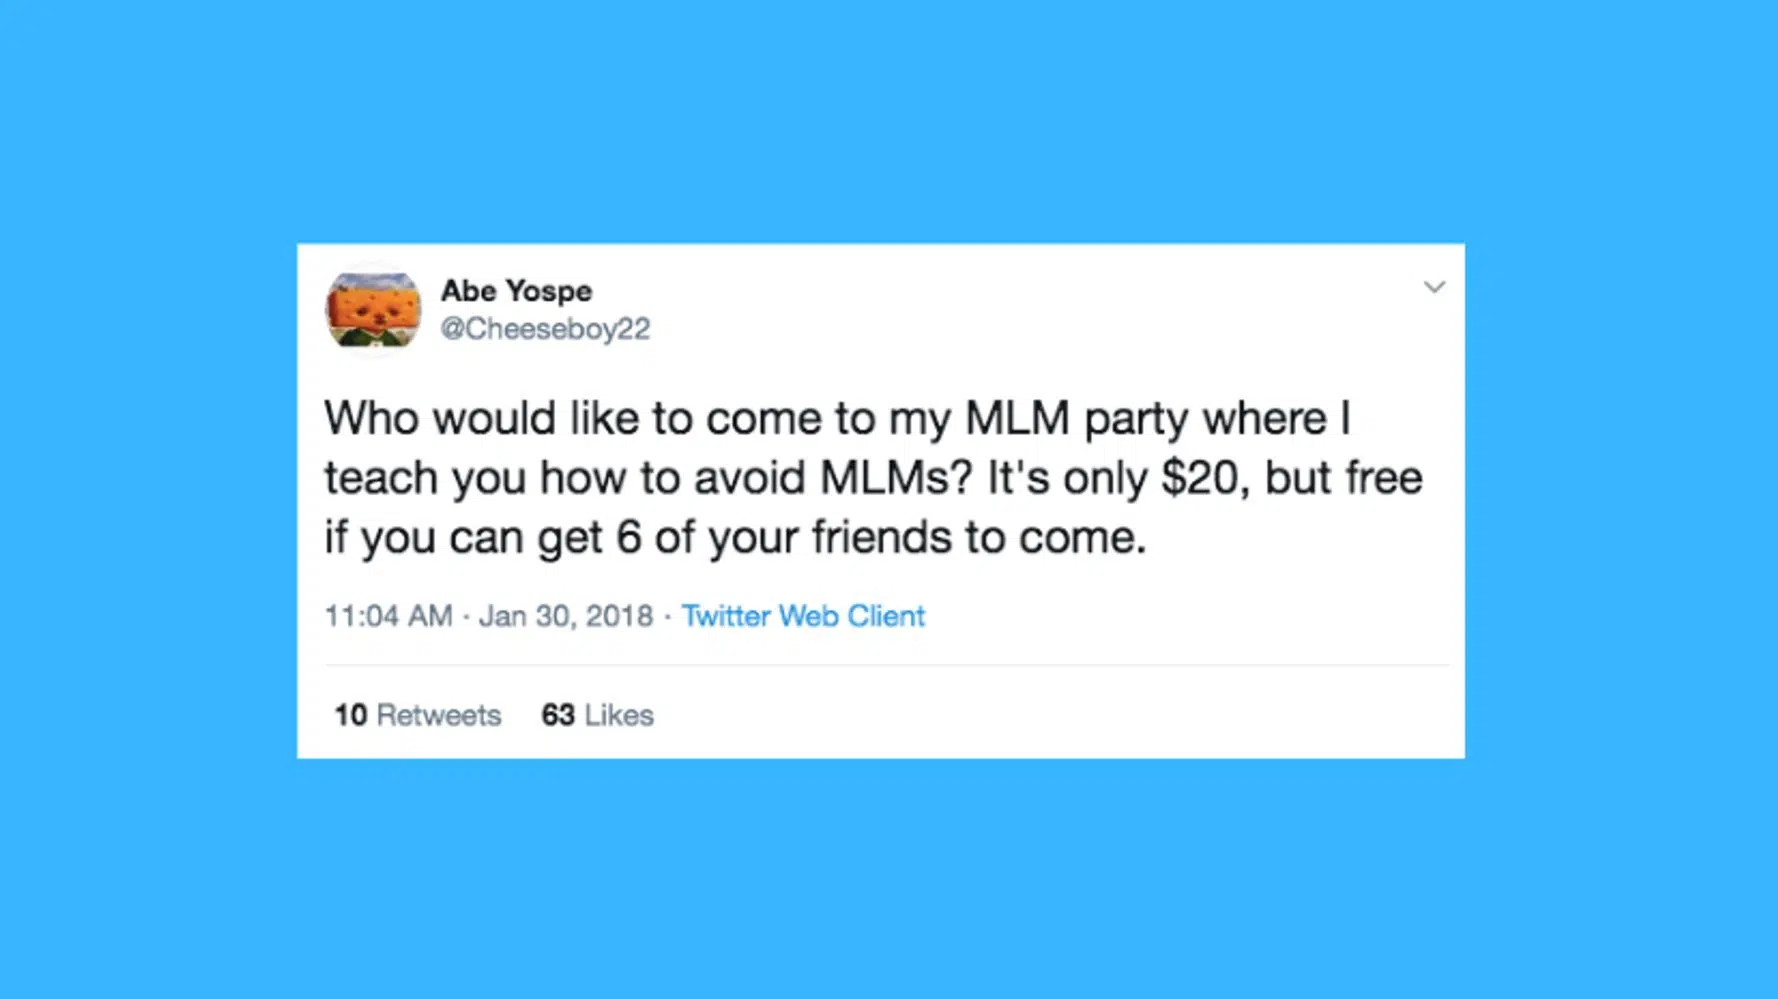 Abe Yospe
@Cheeseboy22
Who would like to come to my MLM party where I
teach you how to avoid MLMs? It's only $20, but free
if you can get 6 of your friends to come.
11:04 AM · Jan 30, 2018 · Twitter Web Client
10 Retweets 63 Likes